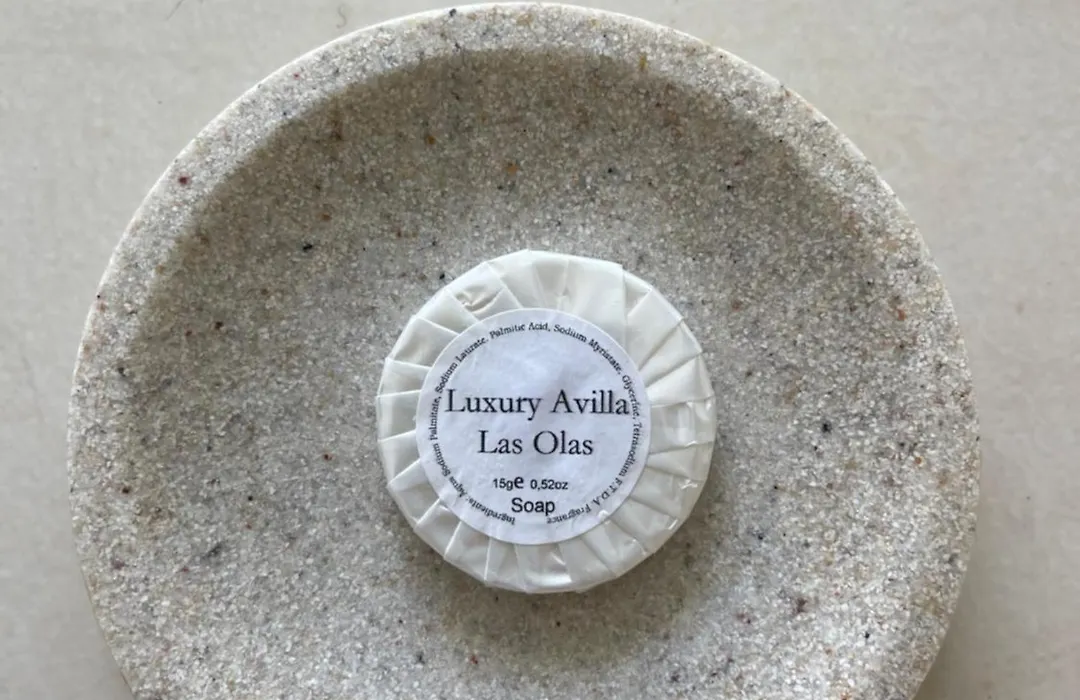 Luxury Avilla
Las Olas
15g℮ 0,52oz
Soap
Ingredients: Aqua Sodium Palmitate, Sodium Laurate, Palmitic Acid, Sodium Myristate, Glycerine, Tetrasodium E.T.D.A Fragrance